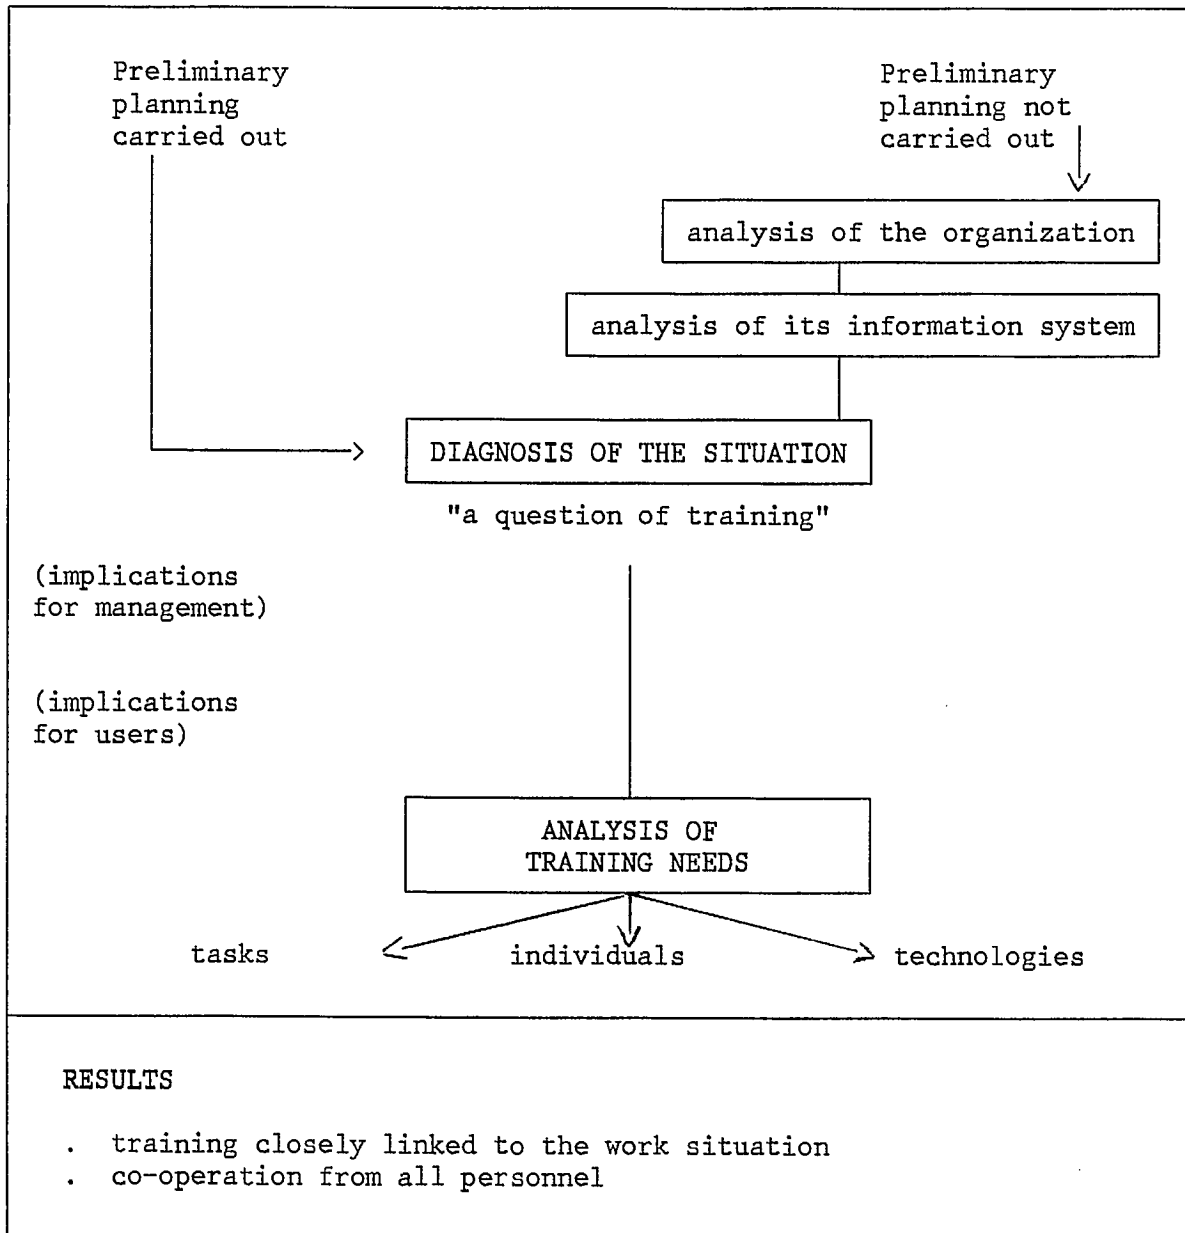 Preliminary
planning
carried out
Preliminary
planning not
carried out
analysis of the organization
analysis of its information system
DIAGNOSIS OF THE SITUATION
"a question of training"
(implications
for management)
(implications
for users)
ANALYSIS OF
TRAINING NEEDS
tasks
individuals
technologies
RESULTS
. training closely linked to the work situation
. co-operation from all personnel